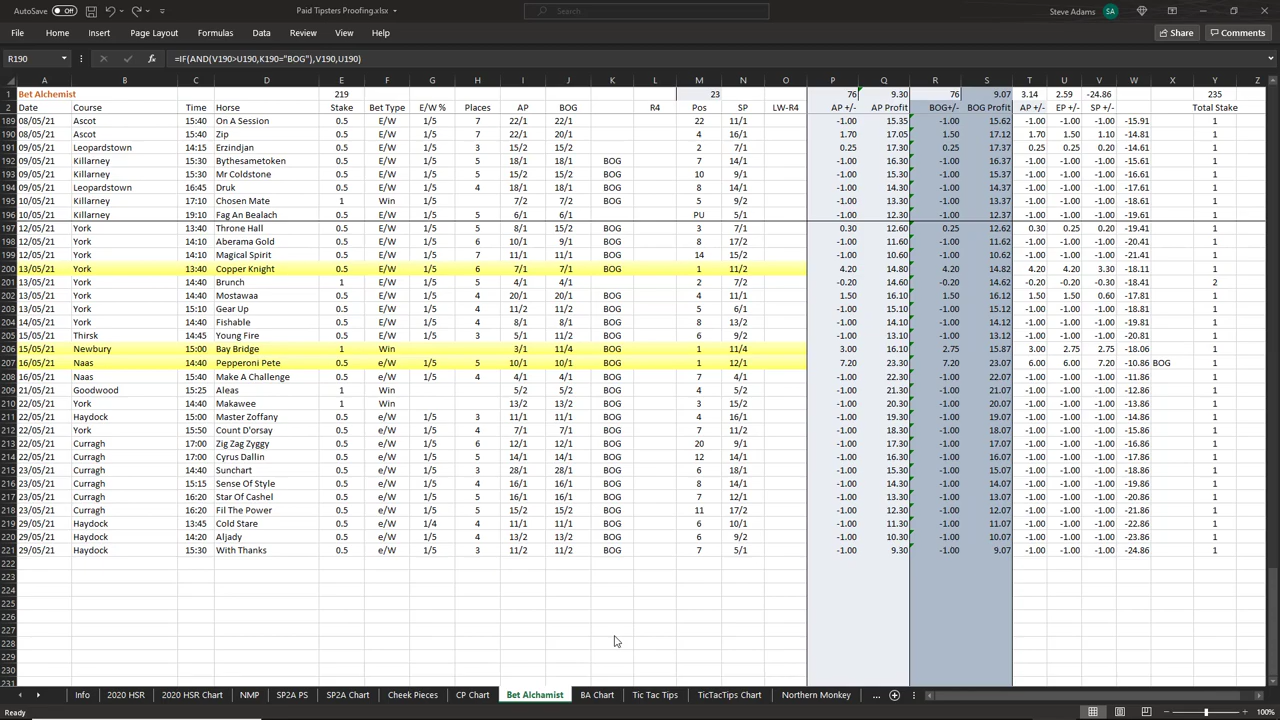 AutoSave Off Paid Tipsters Proofing.xlsx Search Steve Adams SA
File Home Insert Page Layout Formulas Data Review View Help Share Comments
R190 fx =IF(AND(V190>U190,K190="BOG"),V190,U190)
A B C D E F G H I J K L M N O P Q R S T U V W X Y Z
1 Bet Alchemist 219 23 76 9.30 76 9.07 3.14 2.59 -24.86 235
2 Date Course Time Horse Stake Bet Type E/W % Places AP BOG R4 Pos SP LW-R4 AP +/- AP Profit BOG+/- BOG Profit AP +/- EP +/- SP +/- Total Stake
189 08/05/21 Ascot 15:40 On A Session 0.5 E/W 1/5 7 22/1 22/1 22 11/1 -1.00 15.35 -1.00 15.62 -1.00 -1.00 -1.00 -15.91 1
190 08/05/21 Ascot 15:40 Zip 0.5 E/W 1/5 7 22/1 20/1 4 16/1 1.70 17.05 1.50 17.12 1.70 1.50 1.10 -14.81 1
191 09/05/21 Leopardstown 14:15 Erzindjan 0.5 E/W 1/5 3 15/2 15/2 2 7/1 0.25 17.30 0.25 17.37 0.25 0.25 0.20 -14.61 1
192 09/05/21 Killarney 15:30 Bythesametoken 0.5 E/W 1/5 5 18/1 18/1 BOG 7 14/1 -1.00 16.30 -1.00 16.37 -1.00 -1.00 -1.00 -15.61 1
193 09/05/21 Killarney 15:30 Mr Coldstone 0.5 E/W 1/5 5 15/2 15/2 BOG 10 9/1 -1.00 15.30 -1.00 15.37 -1.00 -1.00 -1.00 -16.61 1
194 09/05/21 Leopardstown 16:45 Druk 0.5 E/W 1/5 4 18/1 18/1 BOG 8 14/1 -1.00 14.30 -1.00 14.37 -1.00 -1.00 -1.00 -17.61 1
195 10/05/21 Killarney 17:10 Chosen Mate 1 Win 7/2 7/2 BOG 5 9/2 -1.00 13.30 -1.00 13.37 -1.00 -1.00 -1.00 -18.61 1
196 10/05/21 Killarney 18:10 Fag An Bealach 0.5 E/W 1/5 5 6/1 6/1 PU 5/1 -1.00 12.30 -1.00 12.37 -1.00 -1.00 -1.00 -19.61 1
197 12/05/21 York 13:40 Throne Hall 0.5 E/W 1/5 5 8/1 15/2 BOG 3 7/1 0.30 12.60 0.25 12.62 0.30 0.25 0.20 -19.41 1
198 12/05/21 York 14:10 Aberama Gold 0.5 E/W 1/5 6 10/1 9/1 BOG 8 17/2 -1.00 11.60 -1.00 11.62 -1.00 -1.00 -1.00 -20.41 1
199 12/05/21 York 14:10 Magical Spirit 0.5 E/W 1/5 7 11/1 10/1 BOG 14 15/2 -1.00 10.60 -1.00 10.62 -1.00 -1.00 -1.00 -21.41 1
200 13/05/21 York 13:40 Copper Knight 0.5 E/W 1/5 6 7/1 7/1 BOG 1 11/2 4.20 14.80 4.20 14.82 4.20 4.20 3.30 -18.11 1
201 13/05/21 York 14:40 Brunch 1 E/W 1/5 5 4/1 4/1 2 7/2 -0.20 14.60 -0.20 14.62 -0.20 -0.20 -0.30 -18.41 2
202 13/05/21 York 14:40 Mostawaa 0.5 E/W 1/5 4 20/1 20/1 BOG 4 11/1 1.50 16.10 1.50 16.12 1.50 1.50 0.60 -17.81 1
203 13/05/21 York 15:10 Gear Up 0.5 E/W 1/5 4 11/2 11/2 BOG 5 6/1 -1.00 15.10 -1.00 15.12 -1.00 -1.00 -1.00 -18.81 1
204 14/05/21 York 14:40 Fishable 0.5 E/W 1/5 4 8/1 8/1 BOG 8 13/2 -1.00 14.10 -1.00 14.12 -1.00 -1.00 -1.00 -19.81 1
205 15/05/21 Thirsk 14:45 Young Fire 0.5 E/W 1/5 4 11/1 11/1 BOG 6 9/2 -1.00 13.10 -1.00 13.12 -1.00 -1.00 -1.00 -20.81 1
206 15/05/21 Newbury 15:00 Bay Bridge 1 Win 3/1 11/4 BOG 1 11/4 3.00 16.10 2.75 15.87 3.00 2.75 2.75 -18.06 1
207 16/05/21 Naas 14:40 Pepperoni Pete 0.5 e/W 1/5 5 10/1 10/1 BOG 1 12/1 7.20 23.30 7.20 23.07 6.00 6.00 7.20 -10.86 BOG 1
208 16/05/21 Naas 15:40 Make A Challenge 0.5 e/W 1/5 4 4/1 4/1 BOG 7 4/1 -1.00 22.30 -1.00 22.07 -1.00 -1.00 -1.00 -11.86 1
209 21/05/21 Goodwood 15:25 Aleas 1 Win 5/2 5/2 BOG 4 5/2 -1.00 21.30 -1.00 21.07 -1.00 -1.00 -1.00 -12.86 1
210 22/05/21 York 14:40 Makawee 1 Win 13/2 13/2 BOG 3 15/2 -1.00 20.30 -1.00 20.07 -1.00 -1.00 -1.00 -13.86 1
211 22/05/21 Haydock 15:00 Master Zoffany 0.5 e/W 1/5 3 11/1 11/1 BOG 4 16/1 -1.00 19.30 -1.00 19.07 -1.00 -1.00 -1.00 -14.86 1
212 22/05/21 York 15:50 Count D'orsay 0.5 e/W 1/5 4 7/1 7/1 BOG 7 11/2 -1.00 18.30 -1.00 18.07 -1.00 -1.00 -1.00 -15.86 1
213 22/05/21 Curragh 17:00 Zig Zag Zyggy 0.5 e/W 1/5 6 12/1 12/1 BOG 20 9/1 -1.00 17.30 -1.00 17.07 -1.00 -1.00 -1.00 -16.86 1
214 22/05/21 Curragh 17:00 Cyrus Dallin 0.5 e/W 1/5 6 14/1 14/1 BOG 12 14/1 -1.00 16.30 -1.00 16.07 -1.00 -1.00 -1.00 -17.86 1
215 23/05/21 Curragh 14:40 Sunchart 0.5 e/W 1/5 3 28/1 28/1 BOG 6 18/1 -1.00 15.30 -1.00 15.07 -1.00 -1.00 -1.00 -18.86 1
216 23/05/21 Curragh 15:15 Sense Of Style 0.5 e/W 1/5 5 14/1 14/1 BOG 8 14/1 -1.00 14.30 -1.00 14.07 -1.00 -1.00 -1.00 -19.86 1
217 23/05/21 Curragh 16:20 Star Of Cashel 0.5 e/W 1/5 5 16/1 16/1 BOG 7 12/1 -1.00 13.30 -1.00 13.07 -1.00 -1.00 -1.00 -20.86 1
218 23/05/21 Curragh 16:20 Fil The Power 0.5 e/W 1/5 5 15/2 15/2 BOG 11 17/2 -1.00 12.30 -1.00 12.07 -1.00 -1.00 -1.00 -21.86 1
219 29/05/21 Haydock 13:45 Cold Stare 0.5 e/W 1/4 4 11/1 11/1 BOG 6 10/1 -1.00 11.30 -1.00 11.07 -1.00 -1.00 -1.00 -22.86 1
220 29/05/21 Haydock 14:20 Aljady 0.5 e/W 1/5 4 13/2 13/2 BOG 6 9/2 -1.00 10.30 -1.00 10.07 -1.00 -1.00 -1.00 -23.86 1
221 29/05/21 Haydock 15:30 With Thanks 0.5 e/W 1/5 3 11/2 11/2 BOG 7 5/1 -1.00 9.30 -1.00 9.07 -1.00 -1.00 -1.00 -24.86 1
222
223
224
225
226
227
228
229
230
231
Info 2020 HSR 2020 HSR Chart NMP SP2A PS SP2A Chart Cheek Pieces CP Chart Bet Alchemist BA Chart Tic Tac Tips TicTacTips Chart Northern Monkey ...
Ready 100%